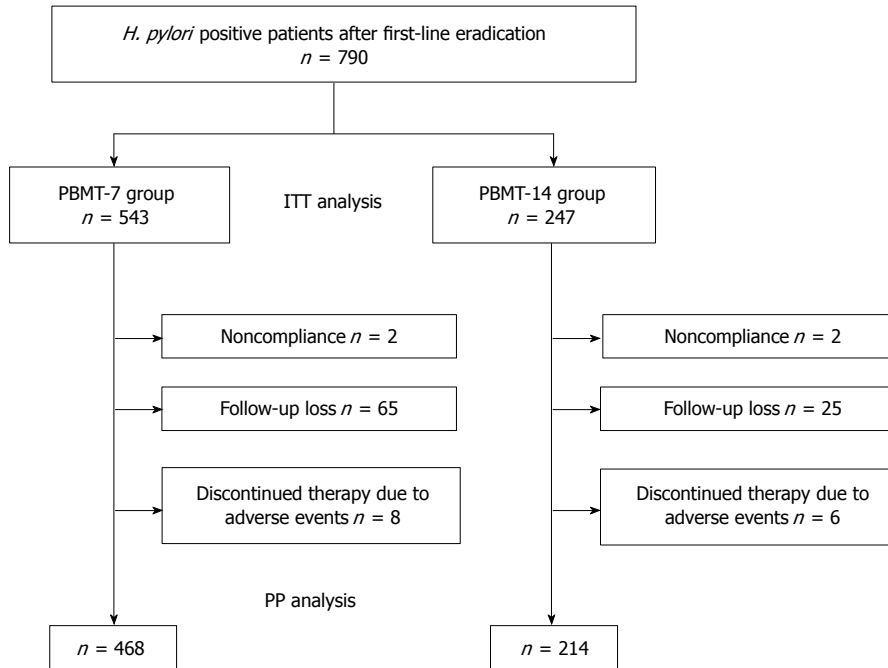 H. pylori positive patients after first-line eradication
n = 790
PBMT-7 group
n = 543
ITT analysis
PBMT-14 group
n = 247
Noncompliance n = 2
Noncompliance n = 2
Follow-up loss n = 65
Follow-up loss n = 25
Discontinued therapy due to
adverse events n = 8
Discontinued therapy due to
adverse events n = 6
PP analysis
n = 468
n = 214